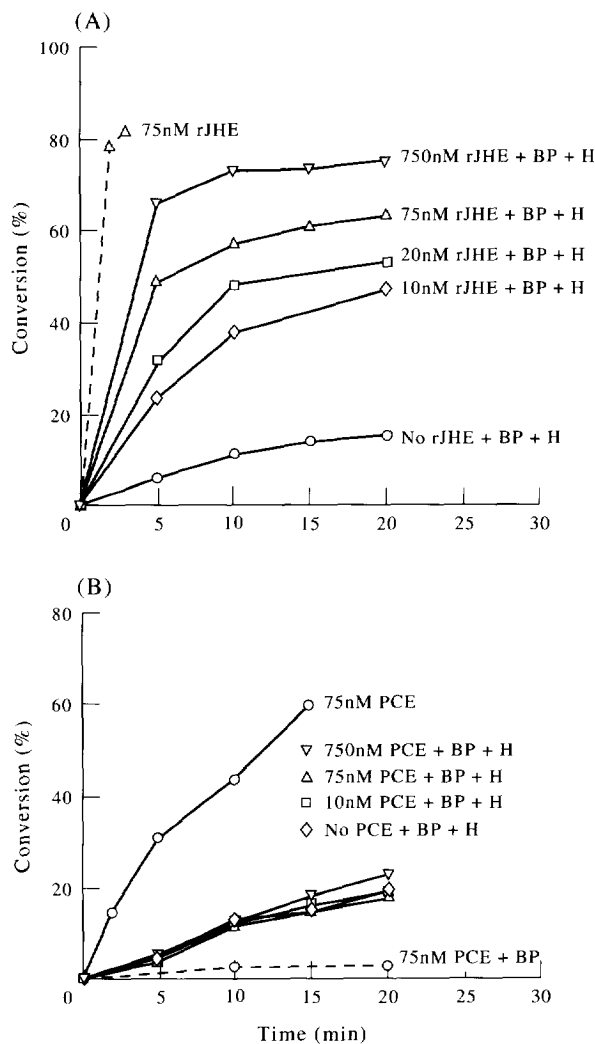 (A)
100
80
60
40
20
0
5
10
15
20
25
30
Conversion (%)
75nM rJHE
750nM rJHE + BP + H
75nM rJHE + BP + H
20nM rJHE + BP + H
10nM rJHE + BP + H
No rJHE + BP + H
(B)
80
60
40
20
0
5
10
15
20
25
30
Conversion (%)
75nM PCE
750nM PCE + BP + H
75nM PCE + BP + H
10nM PCE + BP + H
No PCE + BP + H
75nM PCE + BP
Time (min)